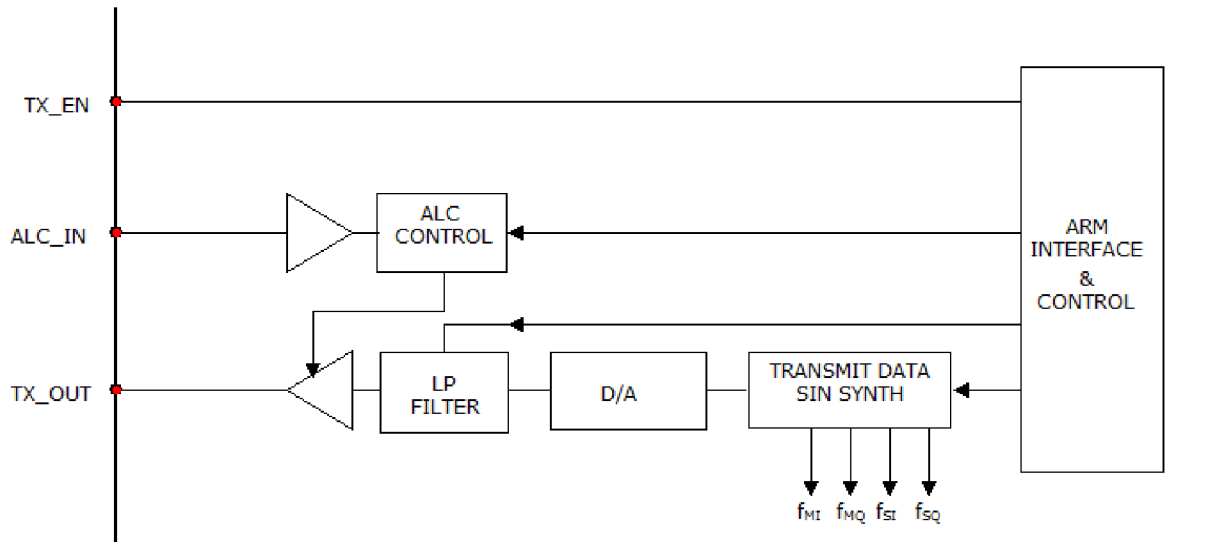 TX_EN
ALC_IN
TX_OUT
ALC
CONTROL
LP
FILTER
D/A
TRANSMIT DATA
SIN SYNTH
ARM
INTERFACE
&
CONTROL
fMI fMQ fSI fSQ